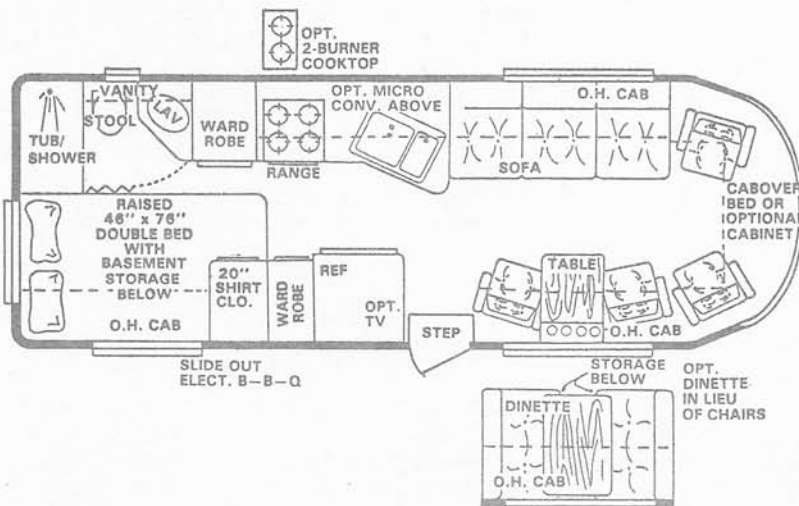 OPT.
2-BURNER
COOKTOP
VANITY
STOOL
LAV
TUB/
SHOWER
WARD
ROBE
RANGE
OPT. MICRO
CONV. ABOVE
O.H. CAB
SOFA
CABOVER
BED OR
OPTIONAL
CABINET
RAISED
46" x 76"
DOUBLE BED
WITH
BASEMENT
STORAGE
BELOW
O.H. CAB
20"
SHIRT
CLO.
WARD
ROBE
REF
OPT.
TV
STEP
TABLE
O.H. CAB
SLIDE OUT
ELECT. B-B-Q
STORAGE
BELOW
DINETTE
O.H. CAB
OPT.
DINETTE
IN LIEU
OF CHAIRS